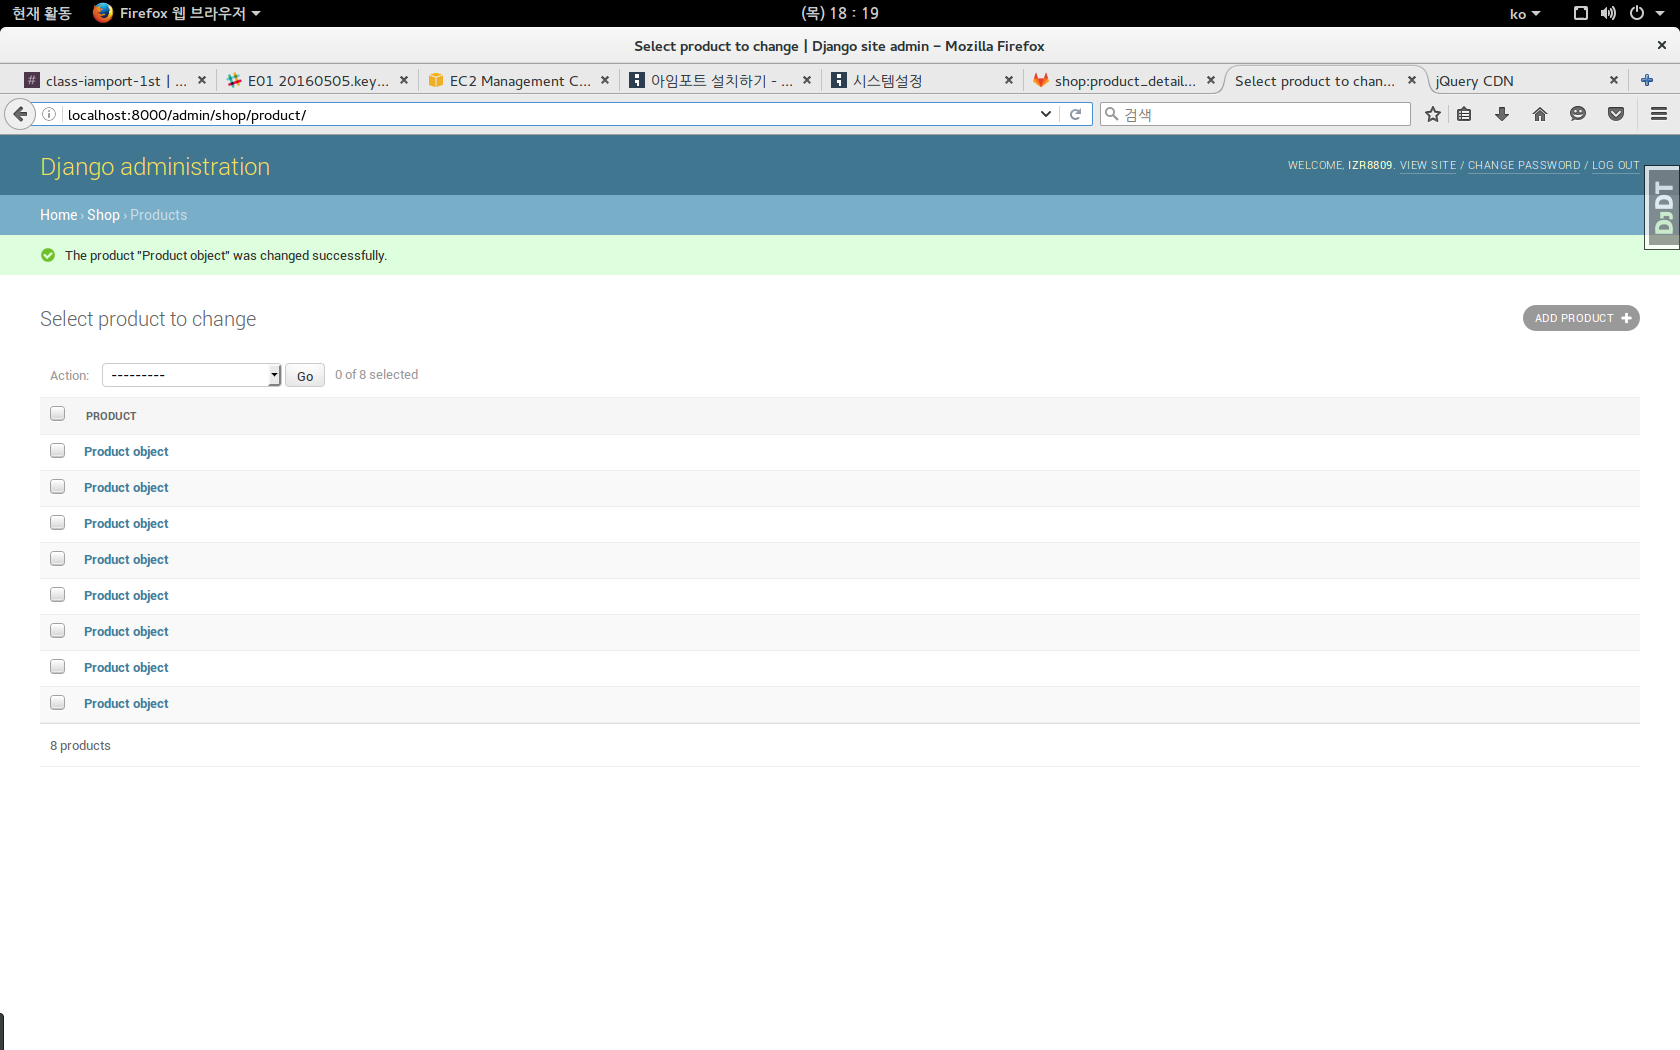 현재 활동 Firefox 웹 브라우저 (목) 18 : 19 ko
Select product to change | Django site admin – Mozilla Firefox
class-iamport-1st | ... E01 20160505.key... EC2 Management C... 아임포트 설치하기 - ... 시스템설정 shop:product_detail... Select product to chan... jQuery CDN
localhost:8000/admin/shop/product/ 검색
Django administration WELCOME, IZR8809. VIEW SITE / CHANGE PASSWORD / LOG OUT
DjDT
Home › Shop › Products
The product "Product object" was changed successfully.
Select product to change ADD PRODUCT +
Action: --------- Go 0 of 8 selected
PRODUCT
Product object
Product object
Product object
Product object
Product object
Product object
Product object
Product object
8 products